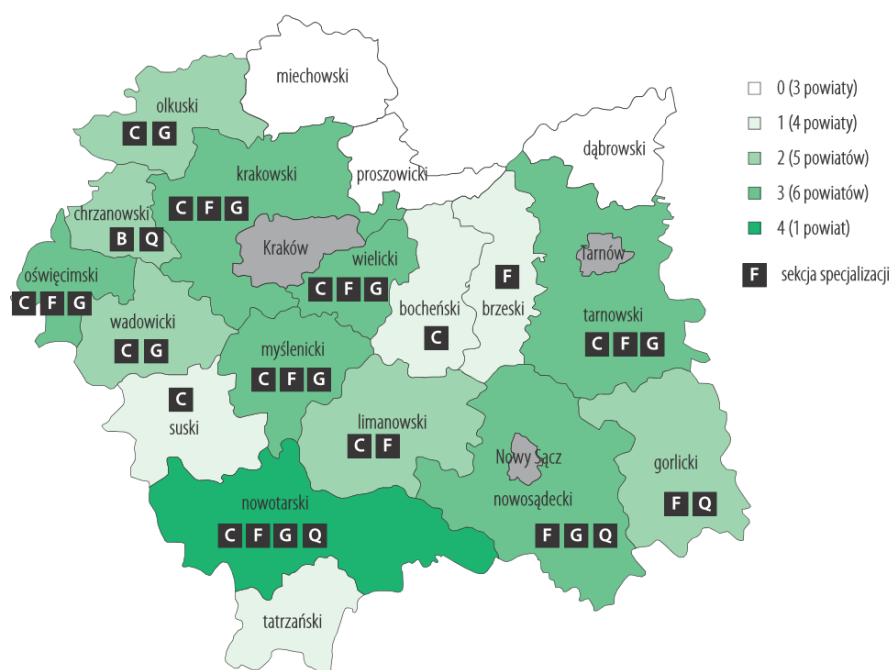 miechowski
olkuski
C G
dąbrowski
proszowicki
krakowski
C F G
chrzanowski
B Q
Kraków
Tarnów
wielicki
C F G
oświęcimski
C F G
F
brzeski
bocheński
C
tarnowski
C F G
wadowicki
C G
myślenicki
C F G
C
suski
limanowski
C F
Nowy Sącz
nowosądecki
F G Q
gorlicki
F Q
nowotarski
C F G Q
tatrzański
0 (3 powiaty)
1 (4 powiaty)
2 (5 powiatów)
3 (6 powiatów)
4 (1 powiat)
F sekcja specjalizacji